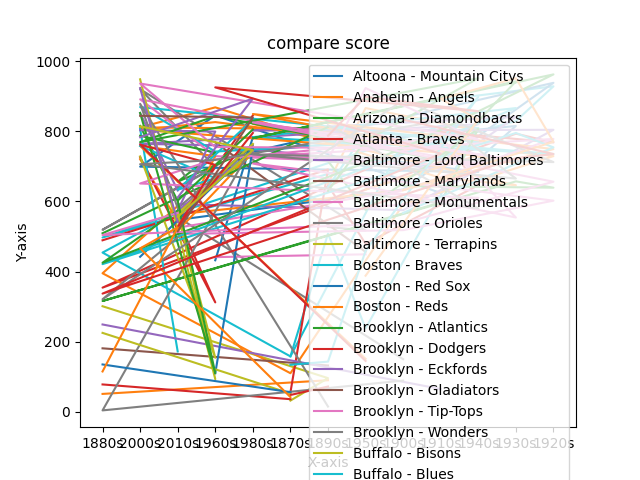 compare score
1000
800
600
400
200
0
Y-axis
1880s
2000s
2010s
1960s
1980s
1870s
1890s
1950s
1900s
1910s
1940s
1930s
1920s
X-axis
Altoona - Mountain Citys
Anaheim - Angels
Arizona - Diamondbacks
Atlanta - Braves
Baltimore - Lord Baltimores
Baltimore - Marylands
Baltimore - Monumentals
Baltimore - Orioles
Baltimore - Terrapins
Boston - Braves
Boston - Red Sox
Boston - Reds
Brooklyn - Atlantics
Brooklyn - Dodgers
Brooklyn - Eckfords
Brooklyn - Gladiators
Brooklyn - Tip-Tops
Brooklyn - Wonders
Buffalo - Bisons
Buffalo - Blues